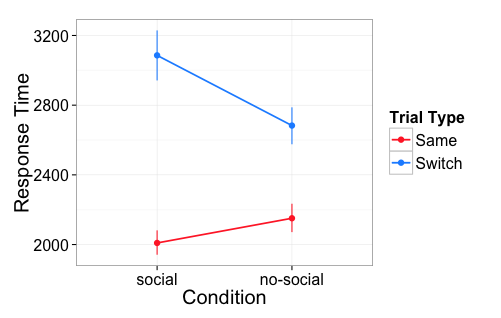 Response Time
3200
2800
2400
2000
social
no-social
Condition
Trial Type
Same
Switch